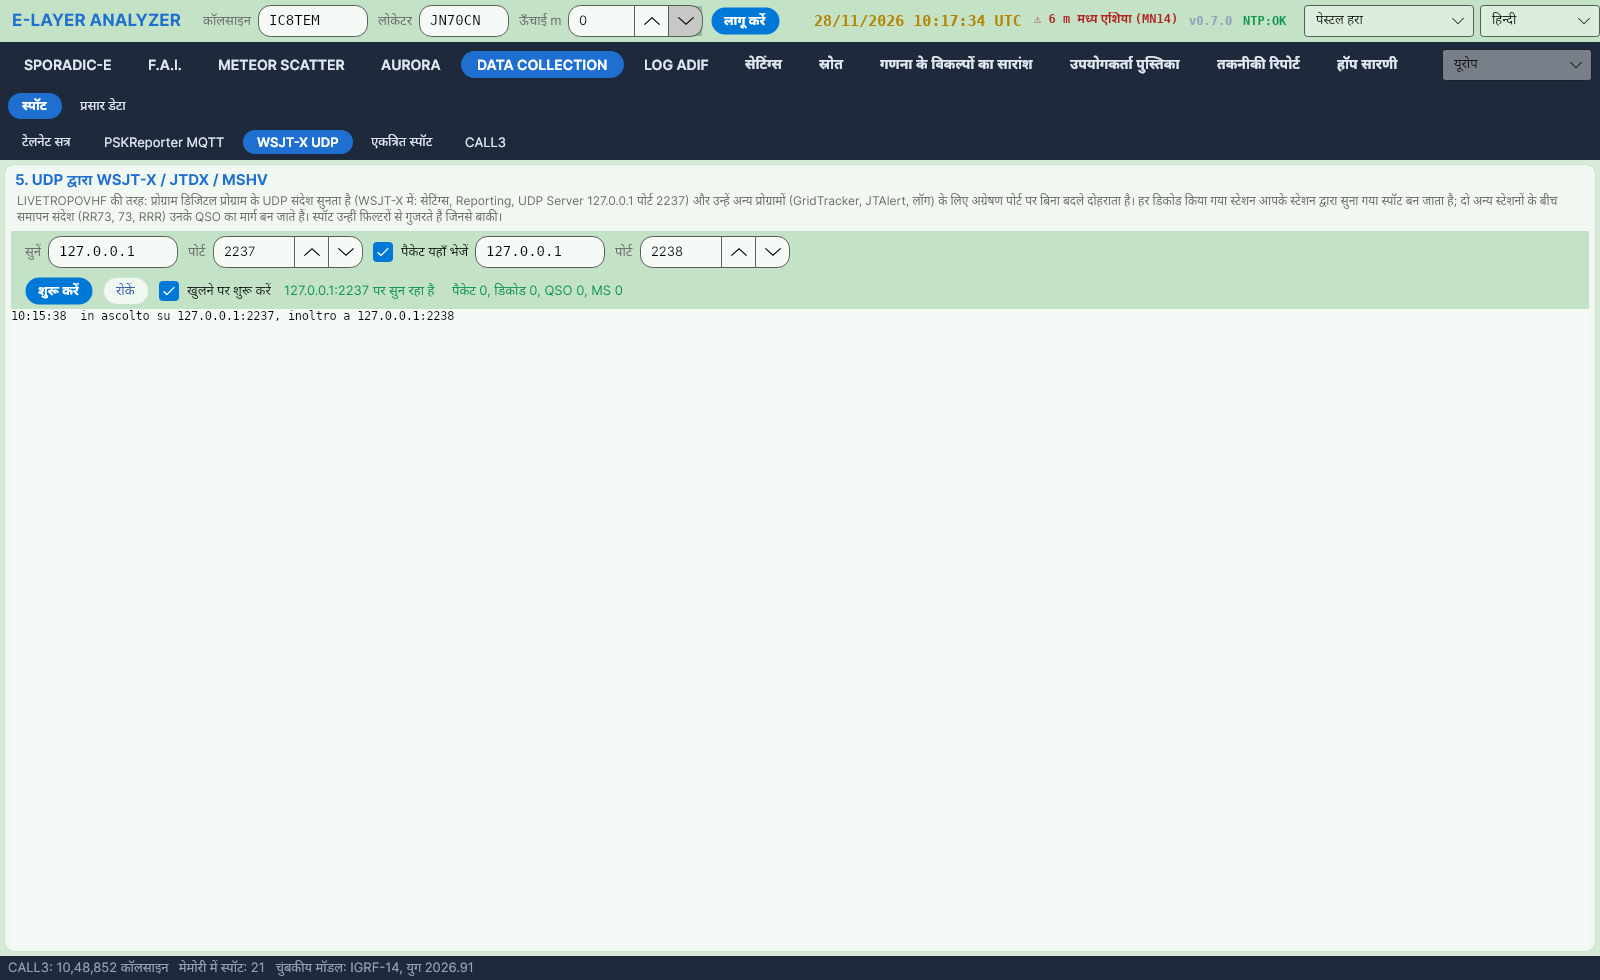 E-LAYER ANALYZER कॉलसाइन IC8TEM लोकेटर JN70CN ऊँचाई m 0 लागू करें 28/11/2026 10:17:34 UTC ⚠ 6 m मध्य एशिया (MN14) v0.7.0 NTP:OK पेस्टल हरा हिन्दी
SPORADIC-E F.A.I. METEOR SCATTER AURORA DATA COLLECTION LOG ADIF सेटिंग्स स्रोत गणना के विकल्पों का सारांश उपयोगकर्ता पुस्तिका तकनीकी रिपोर्ट हॉप सारणी यूरोप
स्पॉट प्रसार डेटा
टेलनेट सत्र PSKReporter MQTT WSJT-X UDP एकत्रित स्पॉट CALL3
5. UDP द्वारा WSJT-X / JTDX / MSHV
LIVETROPOVHF की तरह: प्रोग्राम डिजिटल प्रोग्राम के UDP संदेश सुनता है (WSJT-X में: सेटिंग्स, Reporting, UDP Server 127.0.0.1 पोर्ट 2237) और उन्हें अन्य प्रोग्रामों (GridTracker, JTAlert, लॉग) के लिए अग्रेषण पोर्ट पर बिना बदले दोहराता है। हर डिकोड किया गया स्टेशन आपके स्टेशन द्वारा सुना गया स्पॉट बन जाता है; दो अन्य स्टेशनों के बीच
समापन संदेश (RR73, 73, RRR) उनके QSO का मार्ग बन जाते हैं। स्पॉट उन्हीं फ़िल्टरों से गुजरते हैं जिनसे बाकी।
सुनें 127.0.0.1 पोर्ट 2237 पैकेट यहाँ भेजें 127.0.0.1 पोर्ट 2238
शुरू करें रोकें खुलने पर शुरू करें 127.0.0.1:2237 पर सुन रहा है पैकेट 0, डिकोड 0, QSO 0, MS 0
10:15:38 in ascolto su 127.0.0.1:2237, inoltro a 127.0.0.1:2238
CALL3: 10,48,852 कॉलसाइन मेमोरी में स्पॉट: 21 चुंबकीय मॉडल: IGRF-14, युग 2026.91